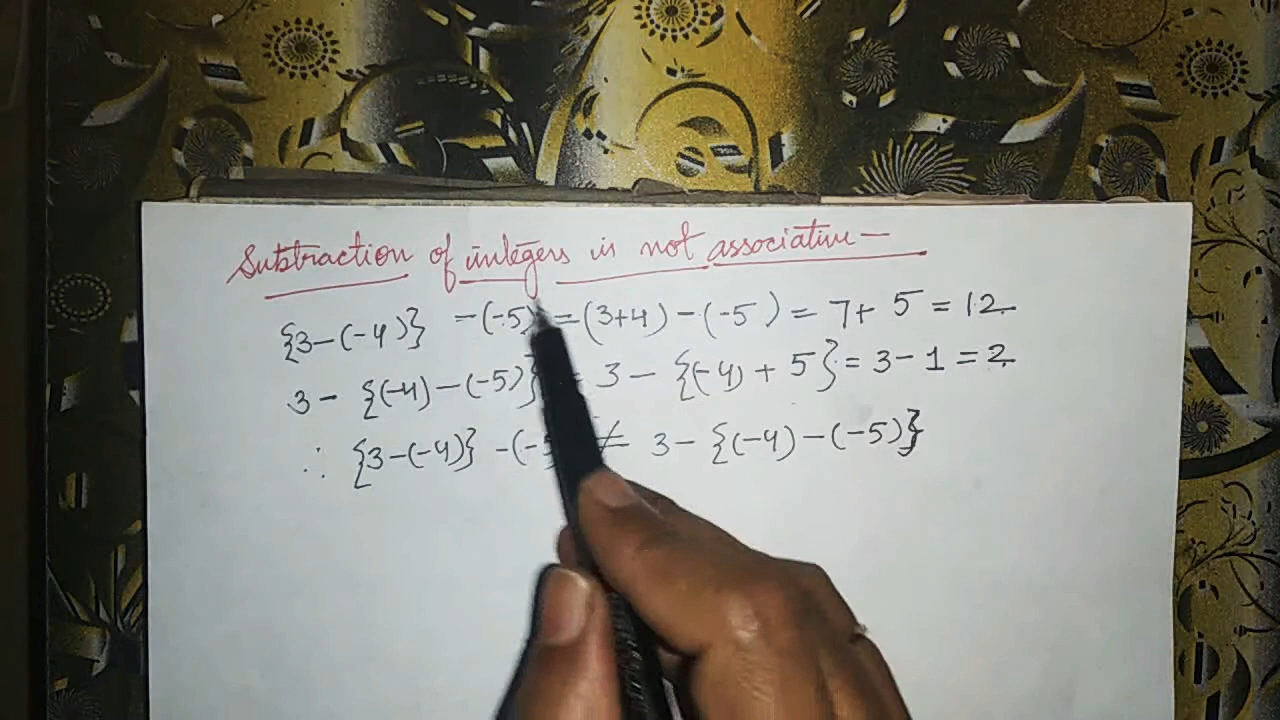 Subtraction of integers is not associative -
{3-(-4)} -(-5) = (3+4) - (-5) = 7+ 5 = 12.
3 - {(-4) - (-5)} = 3 - {(-4) + 5} = 3 - 1 = 2.
∴ {3-(-4)} -(-5 ≠ 3 - {(-4) - (-5)}